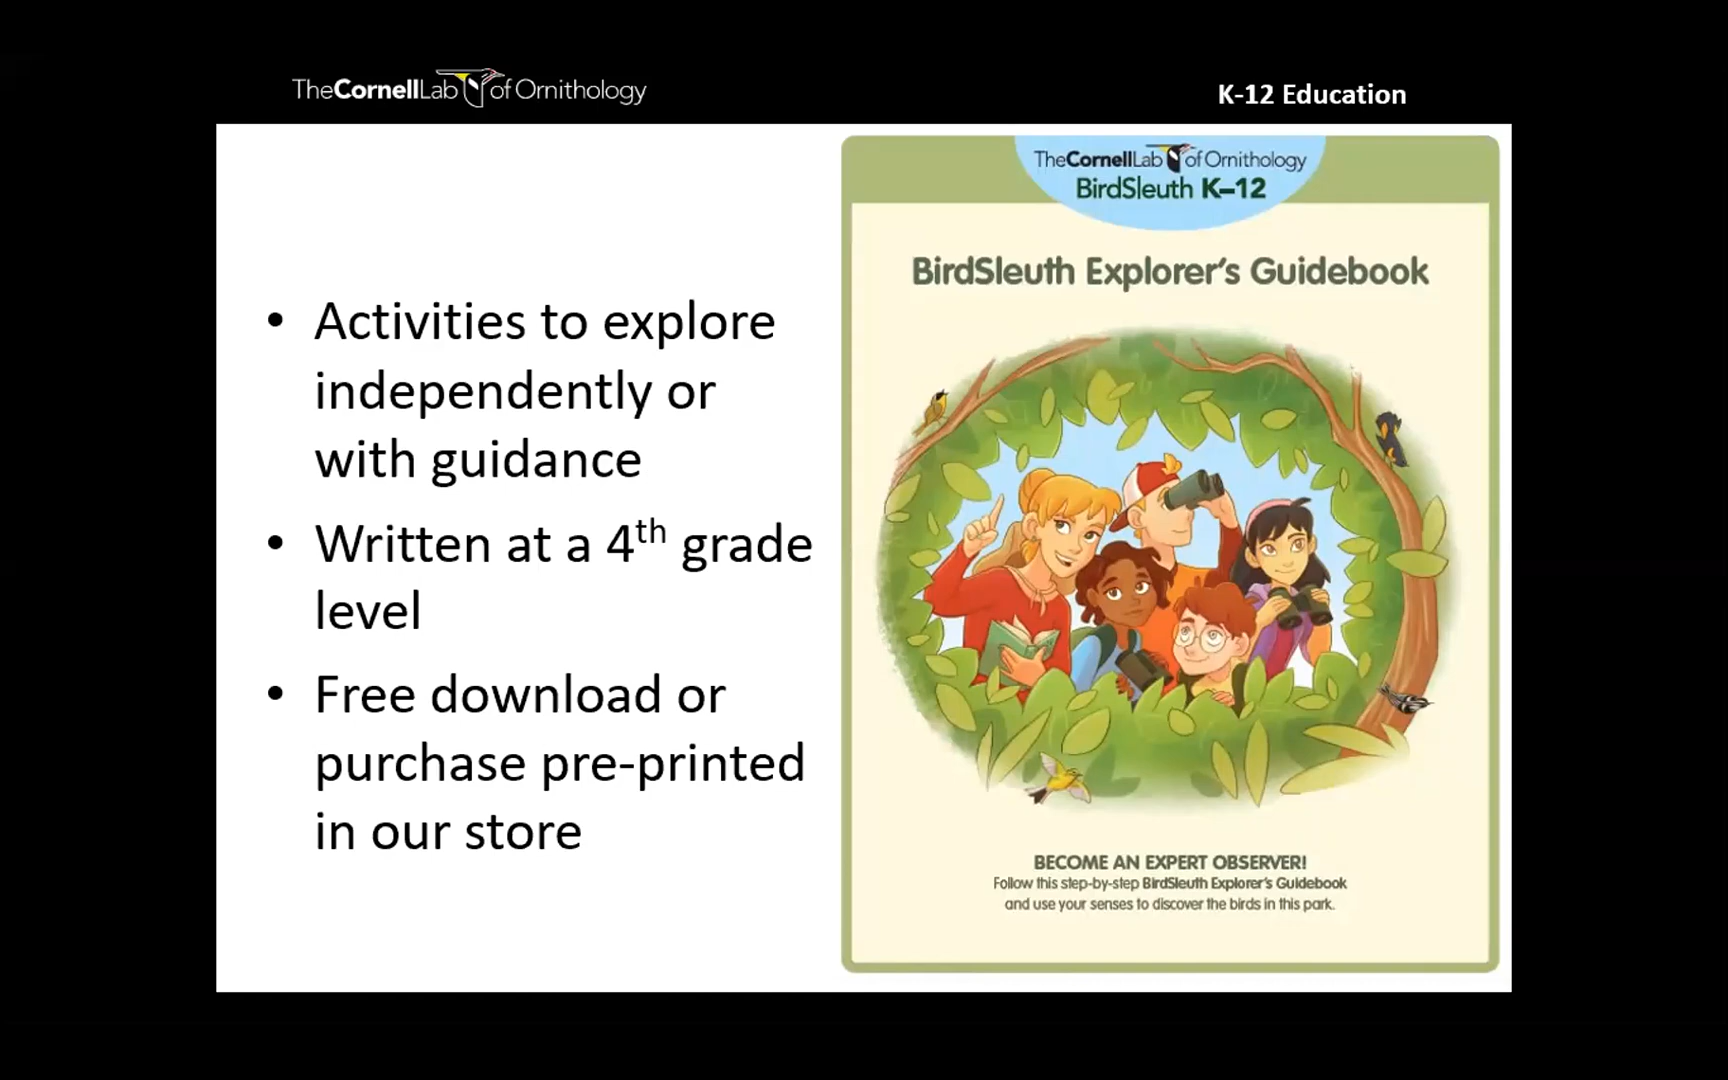 TheCornellLab of Ornithology
K-12 Education
• Activities to explore
independently or
with guidance
• Written at a 4th grade
level
• Free download or
purchase pre-printed
in our store
TheCornellLab of Ornithology
BirdSleuth K–12
BirdSleuth Explorer's Guidebook
BECOME AN EXPERT OBSERVER!
Follow this step-by-step BirdSleuth Explorer's Guidebook
and use your senses to discover the birds in this park.